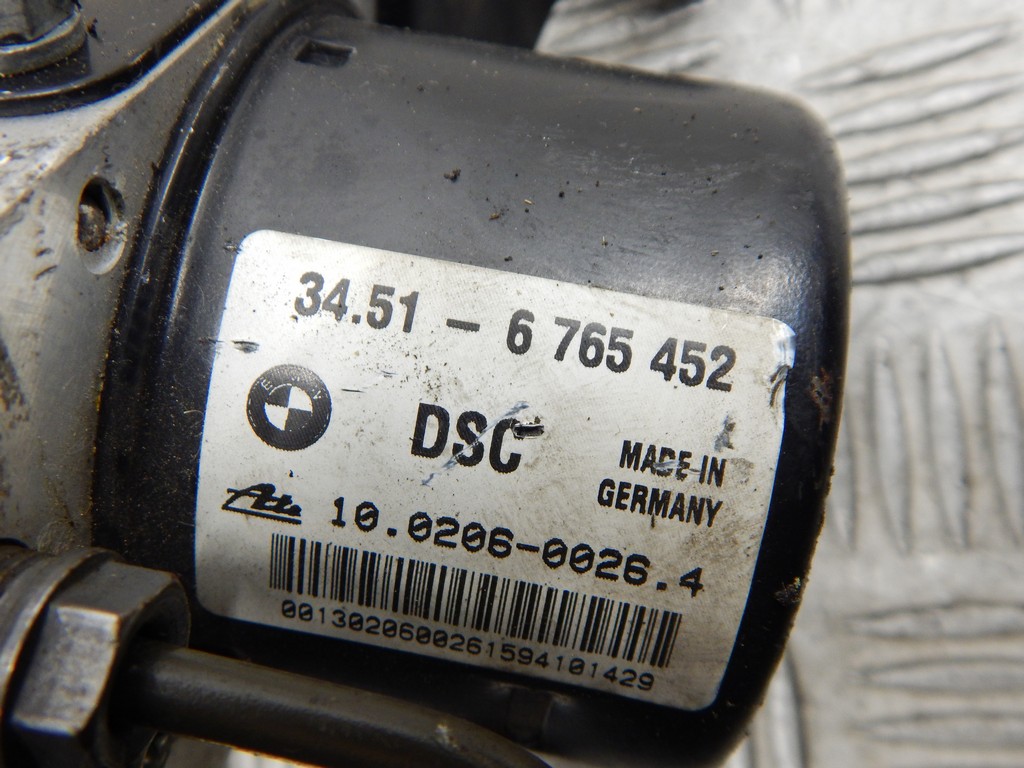 34.51 - 6 765 452
DSC
MADE IN
GERMANY
Ate 10.0206-0026.4
0013020600261594101429